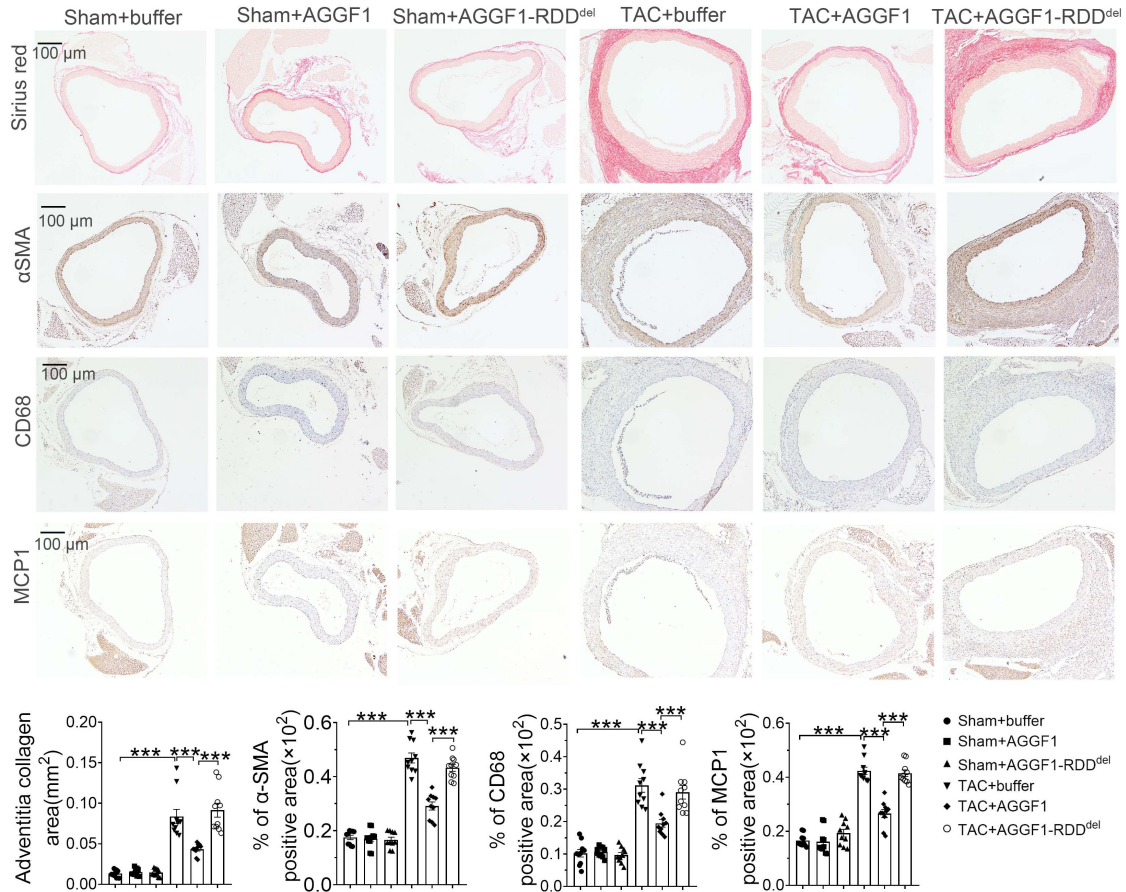 Sham+buffer
Sham+AGGF1
Sham+AGGF1-RDDdel
TAC+buffer
TAC+AGGF1
TAC+AGGF1-RDDdel
Sirius red
100 µm
αSMA
100 µm
CD68
100 µm
MCP1
100 µm
Adventitia collagen
area(mm2)
0.20
0.15
0.10
0.05
0.00
***
***
***
% of α-SMA
positive area(×102)
0.6
0.4
0.2
0.0
***
***
***
% of CD68
positive area(×102)
0.5
0.4
0.3
0.2
0.1
0.0
***
***
***
% of MCP1
positive area(×102)
0.6
0.4
0.2
0.0
***
***
***
Sham+buffer
Sham+AGGF1
Sham+AGGF1-RDDdel
TAC+buffer
TAC+AGGF1
TAC+AGGF1-RDDdel